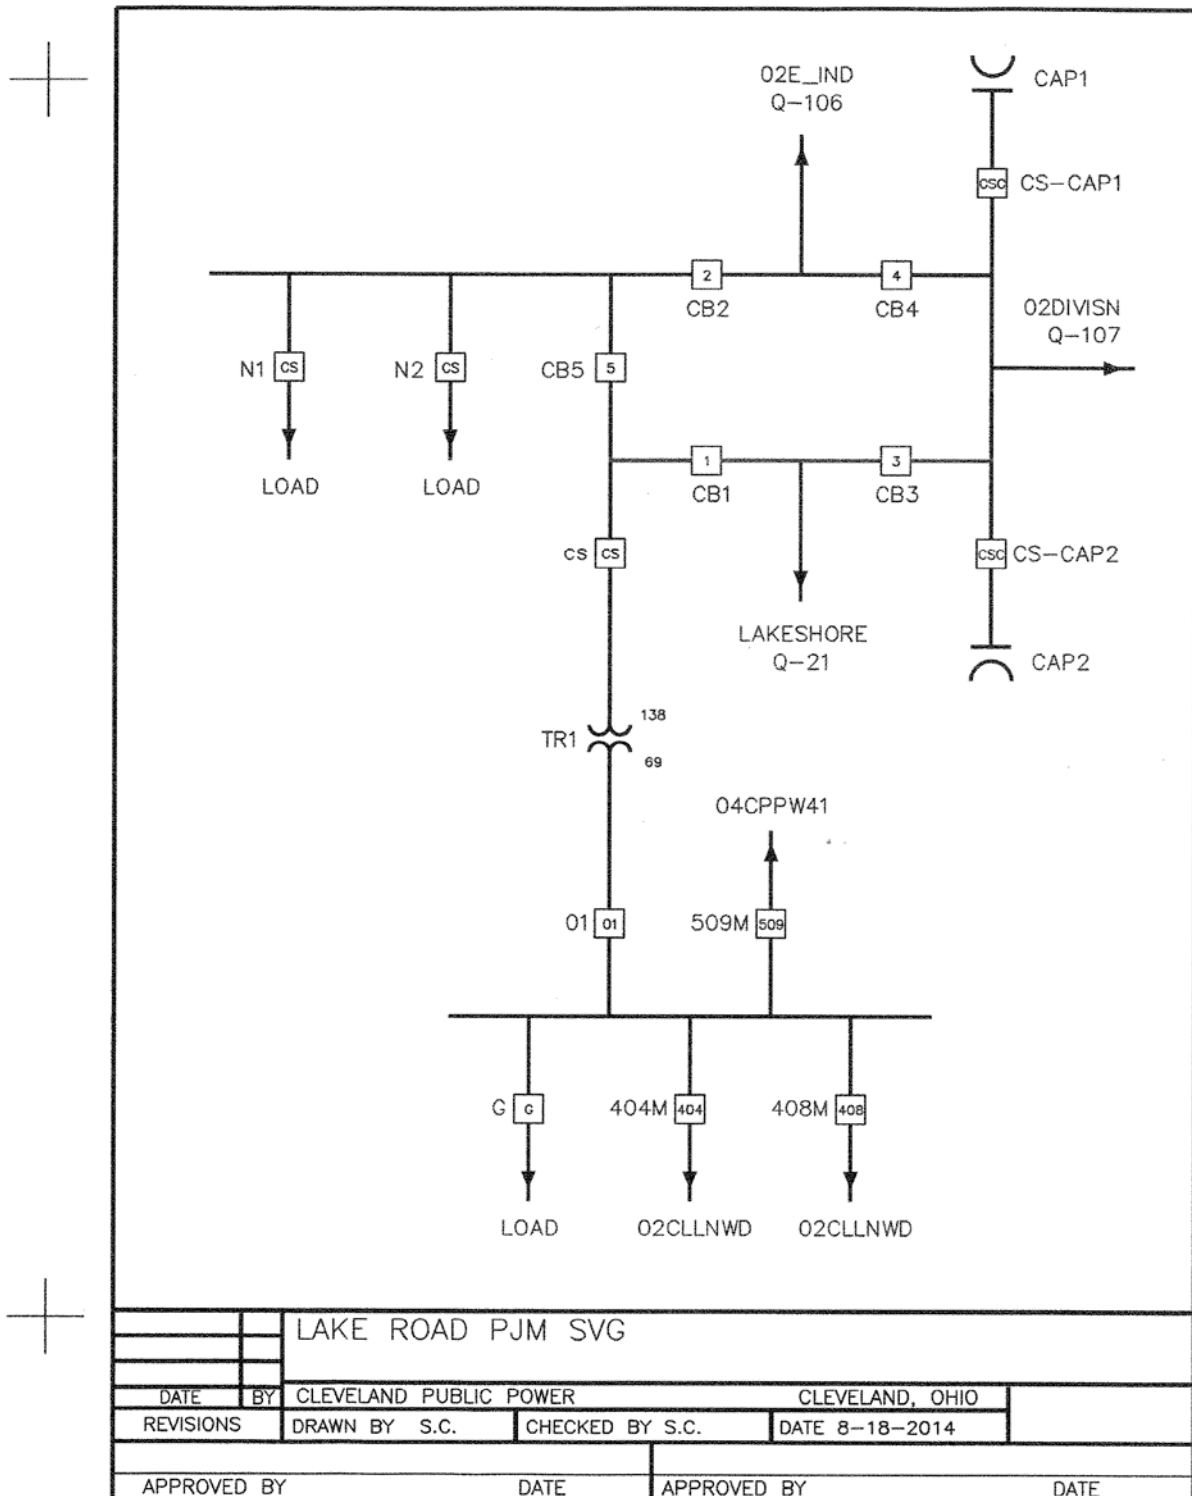 02E_IND
Q-106
CAP1
CSC CS-CAP1
2
CB2
4
CB4
02DIVISN
Q-107
N1 CS
N2 CS
CB5 5
LOAD
LOAD
1
CB1
3
CB3
CS CS
CSC CS-CAP2
LAKESHORE
Q-21
CAP2
138
TR1
69
04CPPW41
01 01
509M 509
G G
404M 404
408M 408
LOAD
02CLLNWD
02CLLNWD
LAKE ROAD PJM SVG
DATE BY CLEVELAND PUBLIC POWER CLEVELAND, OHIO
REVISIONS DRAWN BY S.C. CHECKED BY S.C. DATE 8-18-2014
APPROVED BY DATE APPROVED BY DATE